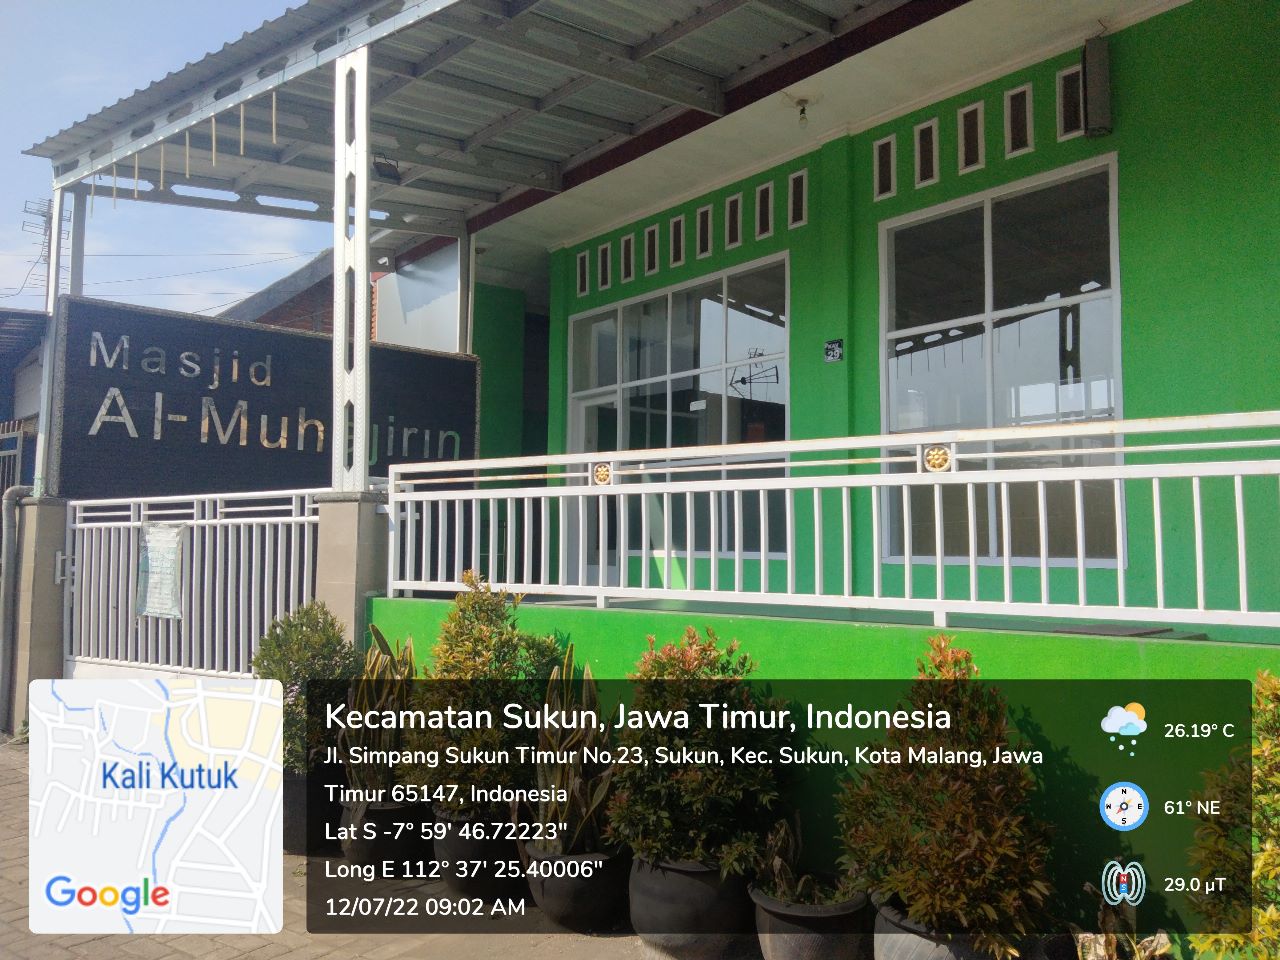 Masjid
Al-Muhajirin
29
Kecamatan Sukun, Jawa Timur, Indonesia
Jl. Simpang Sukun Timur No.23, Sukun, Kec. Sukun, Kota Malang, Jawa
Timur 65147, Indonesia
Lat S -7° 59' 46.72223"
Long E 112° 37' 25.40006"
12/07/22 09:02 AM
26.19° C
N
W E
S
61° NE
N
S
29.0 µT
Kali Kutuk
Google